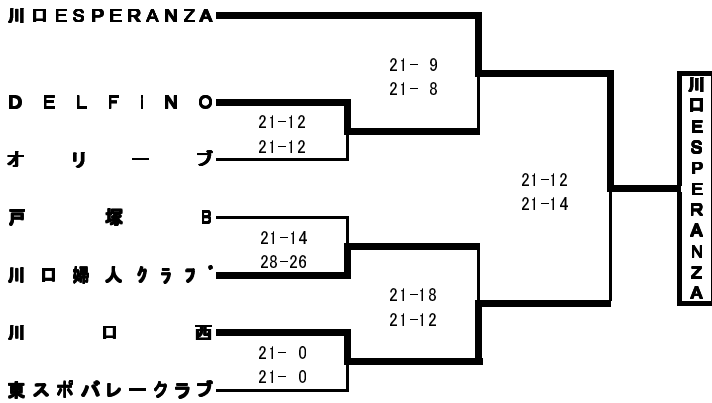 川口ESPERANZA
21- 9
21- 8
DELFINO
21-12
21-12
オリーブ
21-12
21-14
川口ESPERANZA
戸塚B
21-14
28-26
川口婦人クラブ
21-18
21-12
川口西
21- 0
21- 0
東スポバレークラブ